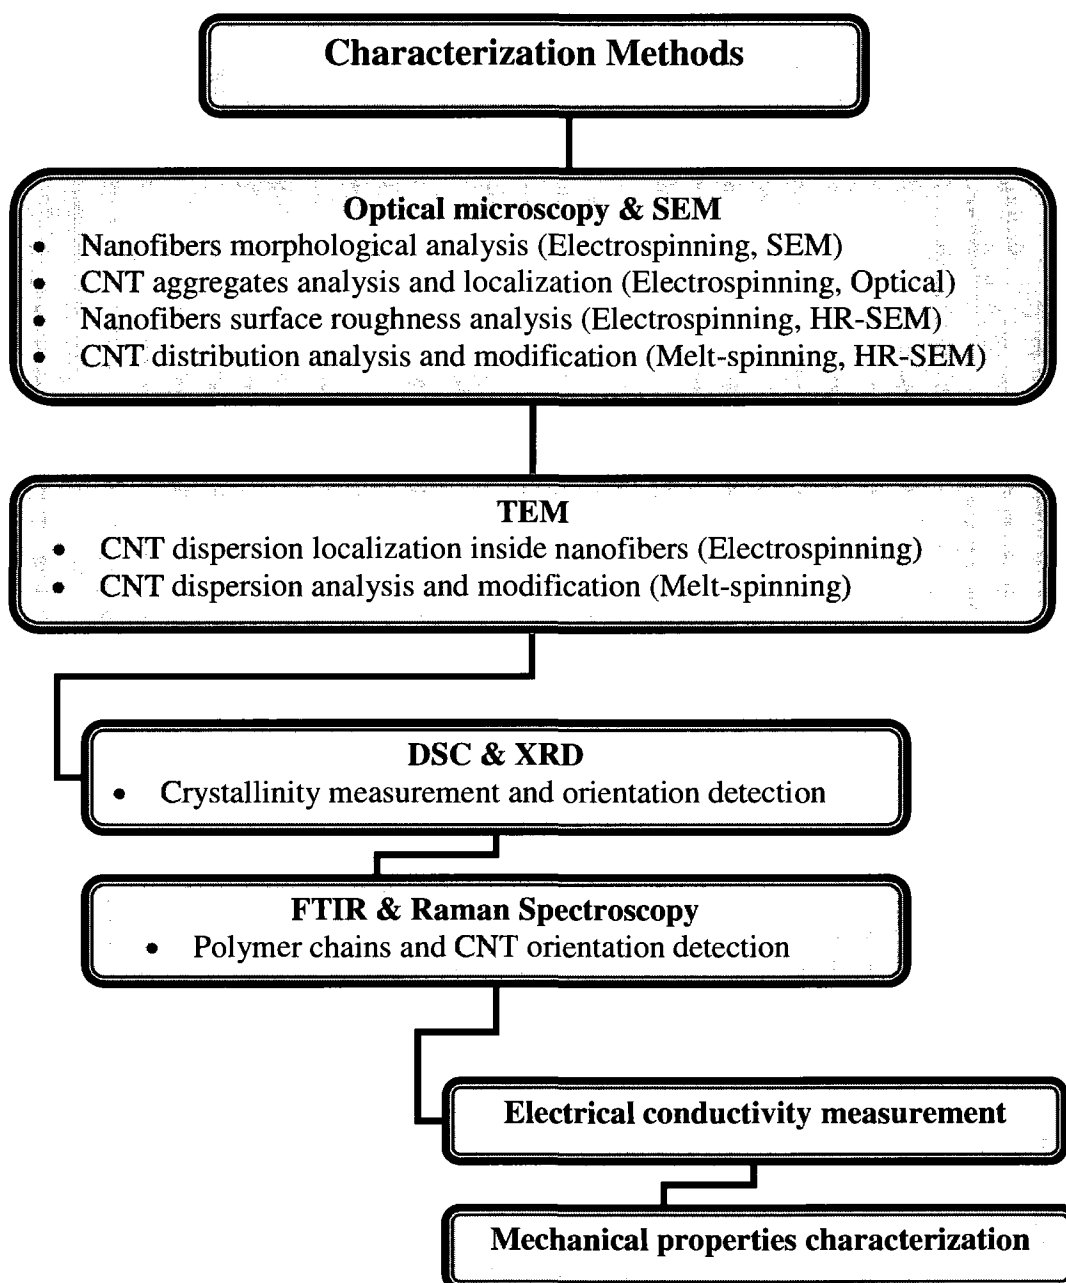 Characterization Methods
Optical microscopy & SEM
• Nanofibers morphological analysis (Electrospinning, SEM)
• CNT aggregates analysis and localization (Electrospinning, Optical)
• Nanofibers surface roughness analysis (Electrospinning, HR-SEM)
• CNT distribution analysis and modification (Melt-spinning, HR-SEM)
TEM
• CNT dispersion localization inside nanofibers (Electrospinning)
• CNT dispersion analysis and modification (Melt-spinning)
DSC & XRD
• Crystallinity measurement and orientation detection
FTIR & Raman Spectroscopy
• Polymer chains and CNT orientation detection
Electrical conductivity measurement
Mechanical properties characterization